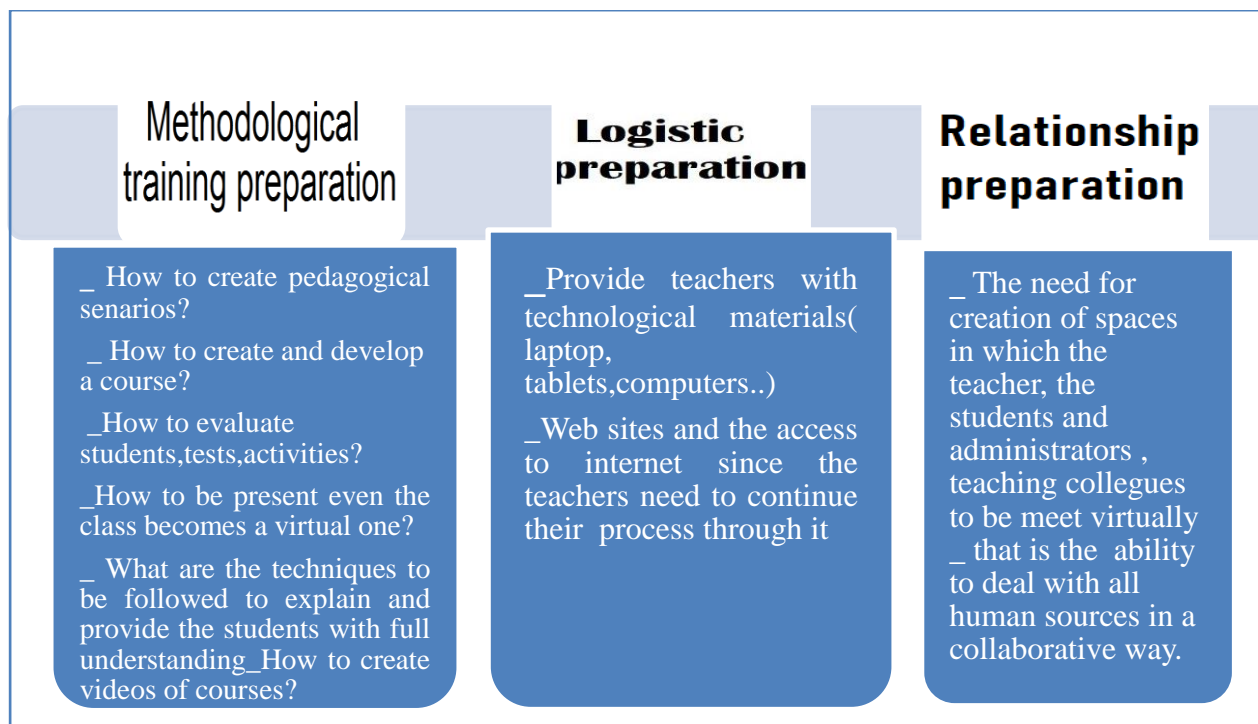 Methodological
training preparation
_ How to create pedagogical
senarios?
_ How to create and develop
a course?
_How to evaluate
students,tests,activities?
_How to be present even the
class becomes a virtual one?
_ What are the techniques to
be followed to explain and
provide the students with full
understanding_How to create
videos of courses?
Logistic
preparation
_Provide teachers with
technological materials(
laptop,
tablets,computers..)
_Web sites and the access
to internet since the
teachers need to continue
their process through it
Relationship
preparation
_ The need for
creation of spaces
in which the
teacher, the
students and
administrators ,
teaching collegues
to be meet virtually
_ that is the ability
to deal with all
human sources in a
collaborative way.